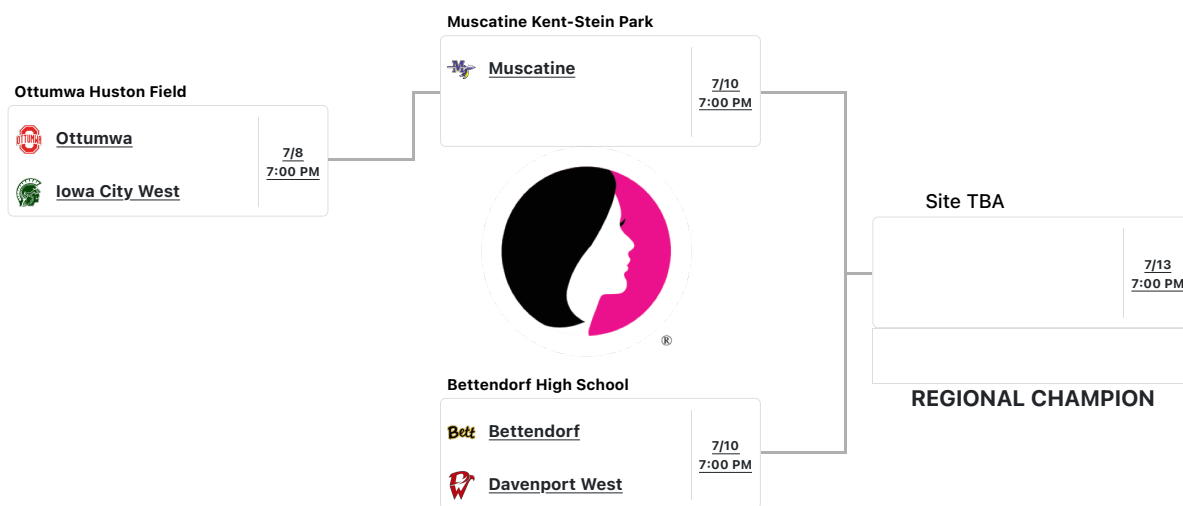 Muscatine Kent-Stein Park
Muscatine
7/10
7:00 PM
Ottumwa Huston Field
OTTUMWA
Ottumwa
Iowa City West
7/8
7:00 PM
®
Site TBA
7/13
7:00 PM
REGIONAL CHAMPION
Bettendorf High School
Bett
Bettendorf
Davenport West
7/10
7:00 PM